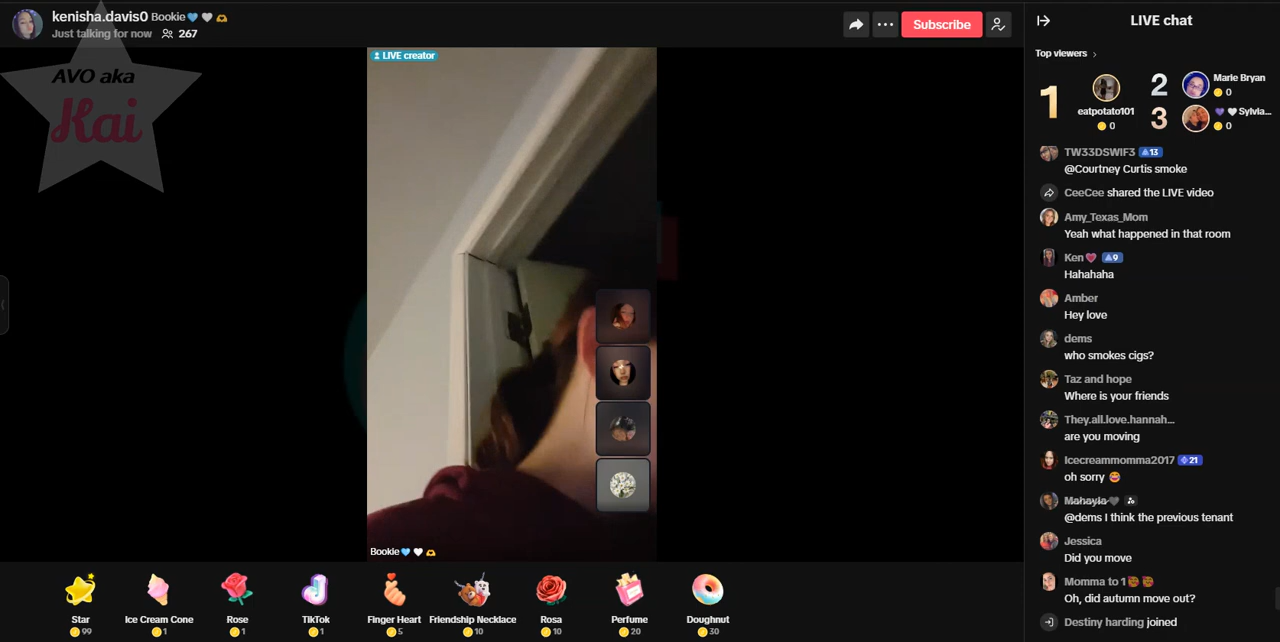 kenisha.davis0 Bookie💙🤍🫶
Just talking for now 267
AVO aka
Kai
Subscribe
LIVE creator
Bookie💙🤍🫶
Star
99
Ice Cream Cone
1
Rose
1
TikTok
1
Finger Heart
5
Friendship Necklace
10
Rosa
10
Perfume
20
Doughnut
30
LIVE chat
Top viewers
1
eatpotato101
0
2
Marie Bryan
0
3
💜🤍Sylvia...
0
TW33DSWIF3 13
@Courtney Curtis smoke
CeeCee shared the LIVE video
Amy_Texas_Mom
Yeah what happened in that room
Ken💗 9
Hahahaha
Amber
Hey love
dems
who smokes cigs?
Taz and hope
Where is your friends
They.all.love.hannah...
are you moving
Icecreammomma2017 21
oh sorry 😂
Mahayla🖤
@dems I think the previous tenant
Jessica
Did you move
Momma to 1
Oh, did autumn move out?
Destiny harding joined